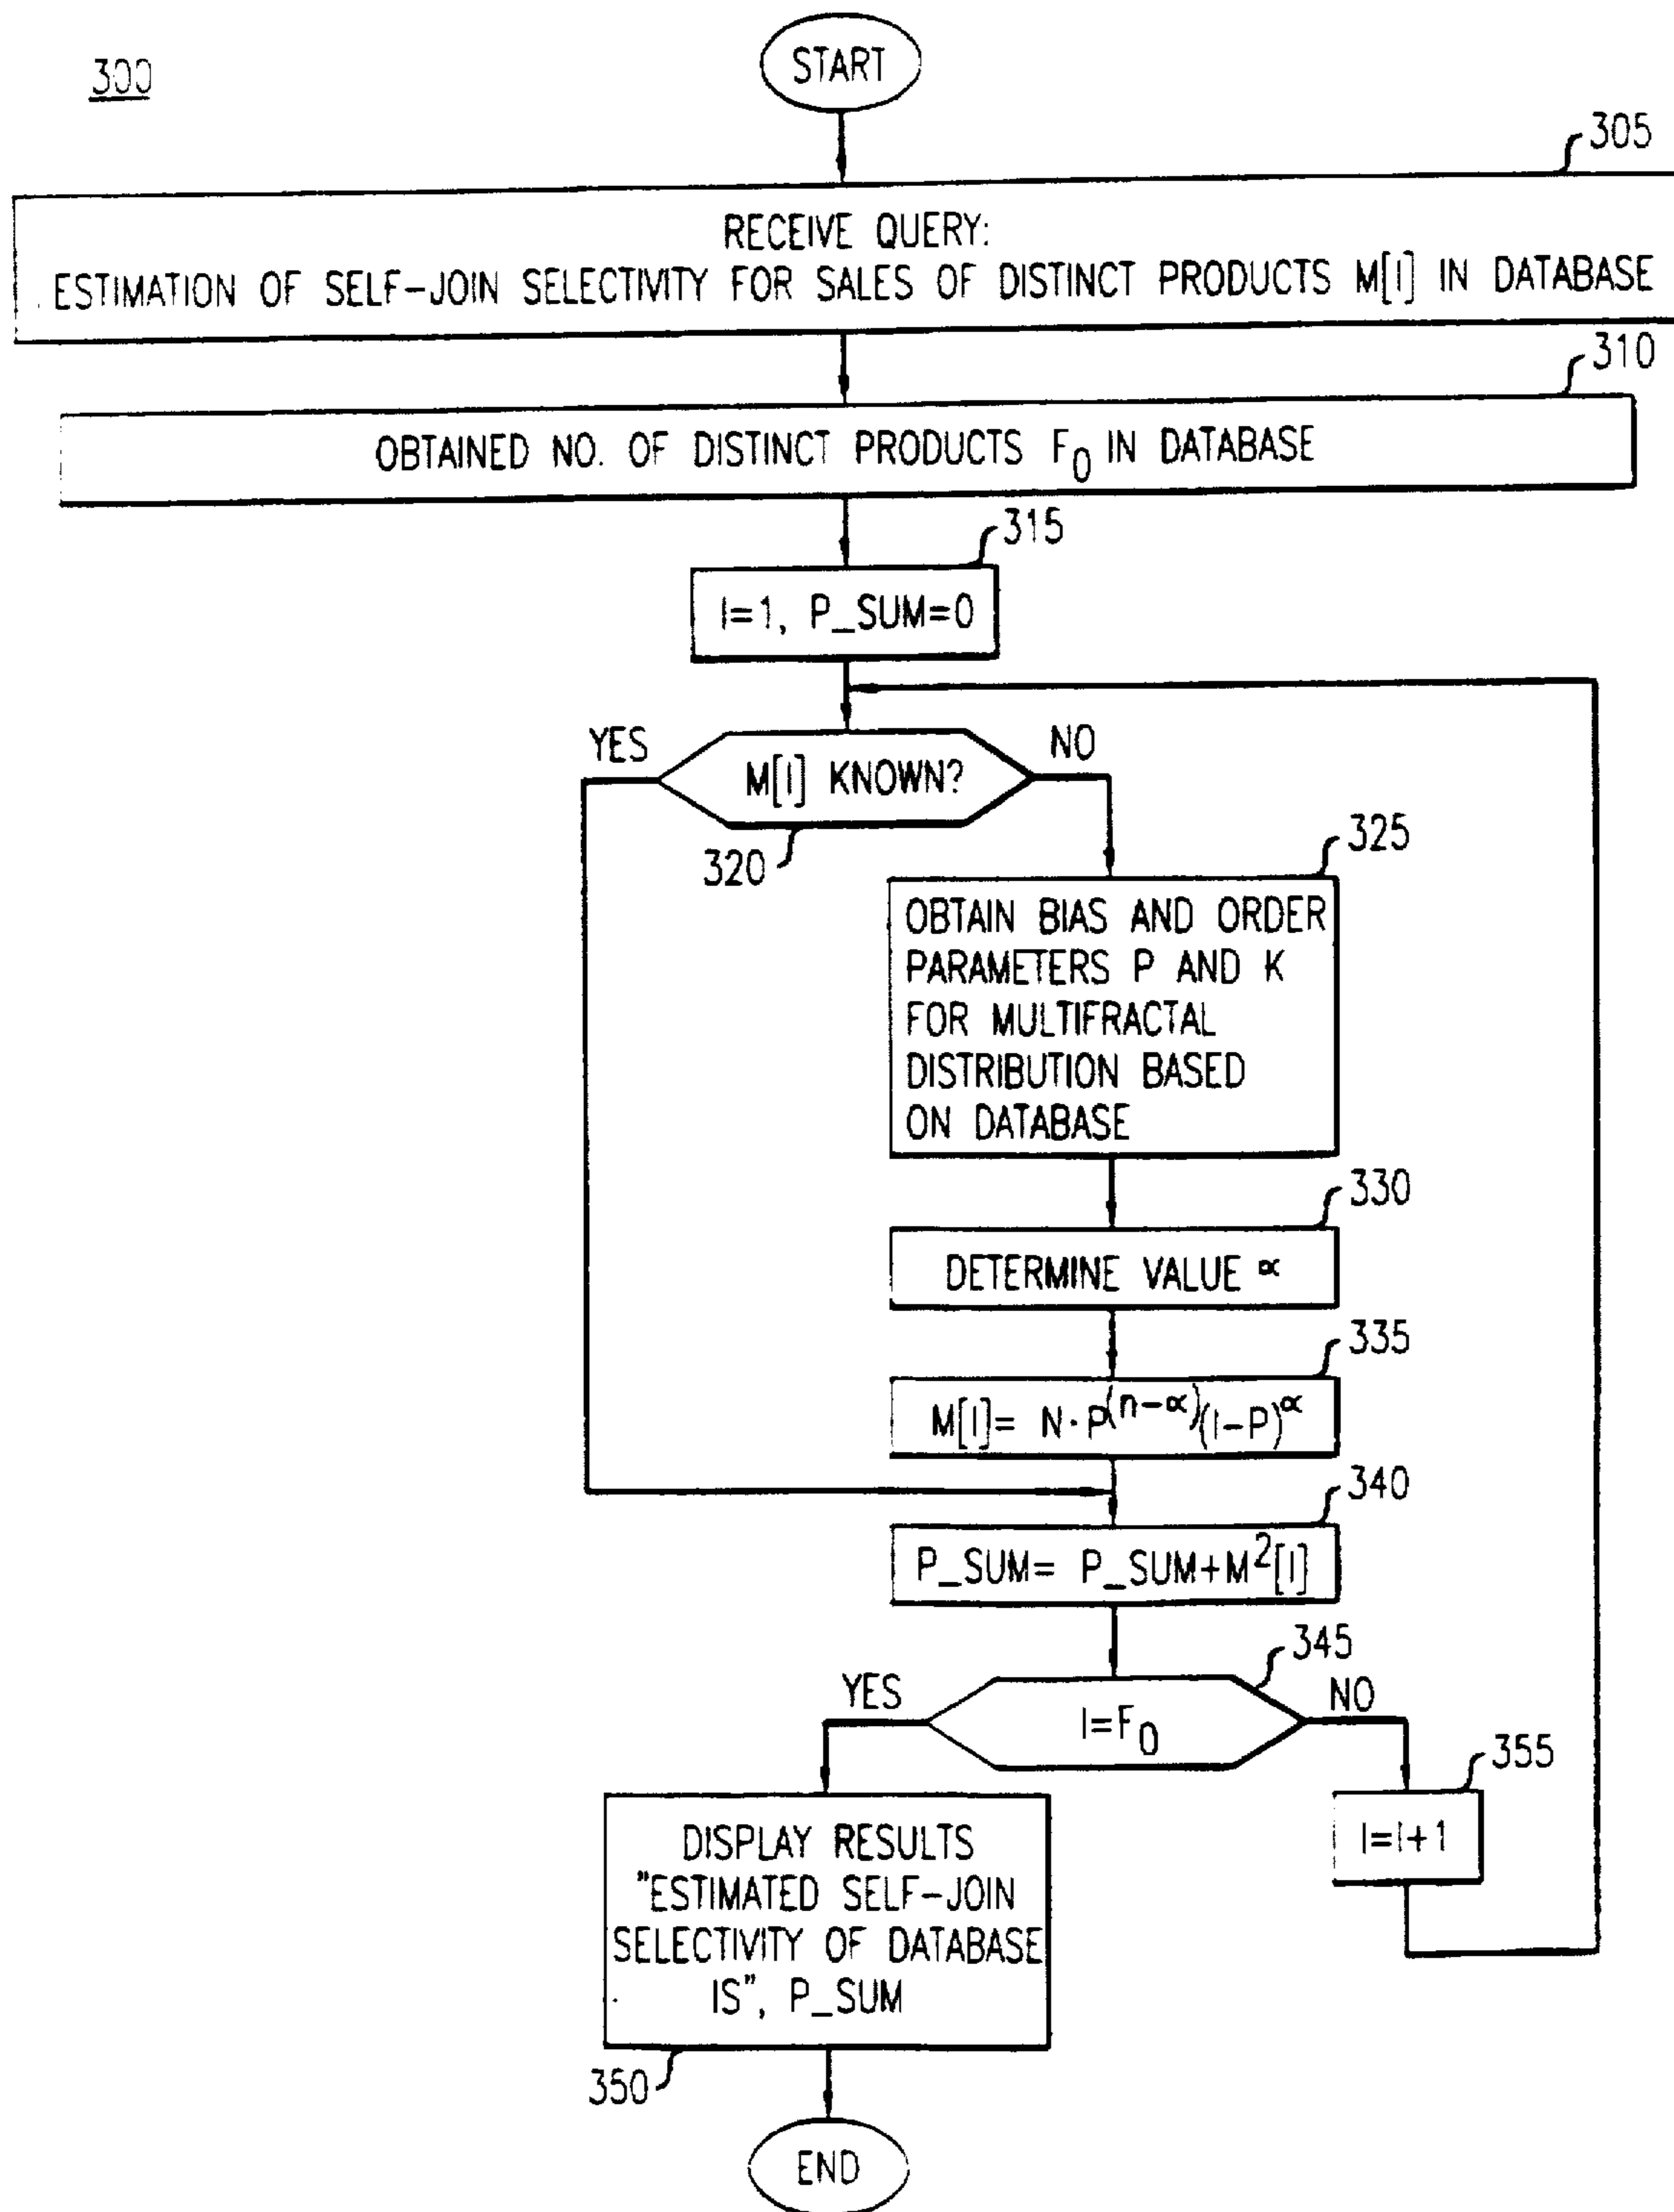 300
START
305
RECEIVE QUERY:
ESTIMATION OF SELF-JOIN SELECTIVITY FOR SALES OF DISTINCT PRODUCTS M[I] IN DATABASE
310
OBTAINED NO. OF DISTINCT PRODUCTS F₀ IN DATABASE
315
I=1, P_SUM=0
YES
NO
M[I] KNOWN?
320
325
OBTAIN BIAS AND ORDER
PARAMETERS P AND K
FOR MULTIFRACTAL
DISTRIBUTION BASED
ON DATABASE
330
DETERMINE VALUE ∝
335
M[I]= N·P^(n-∝)(I-P)^∝
340
P_SUM= P_SUM+M²[I]
345
YES
NO
I=F₀
355
I=I+1
DISPLAY RESULTS
"ESTIMATED SELF-JOIN
SELECTIVITY OF DATABASE
IS", P_SUM
350
END